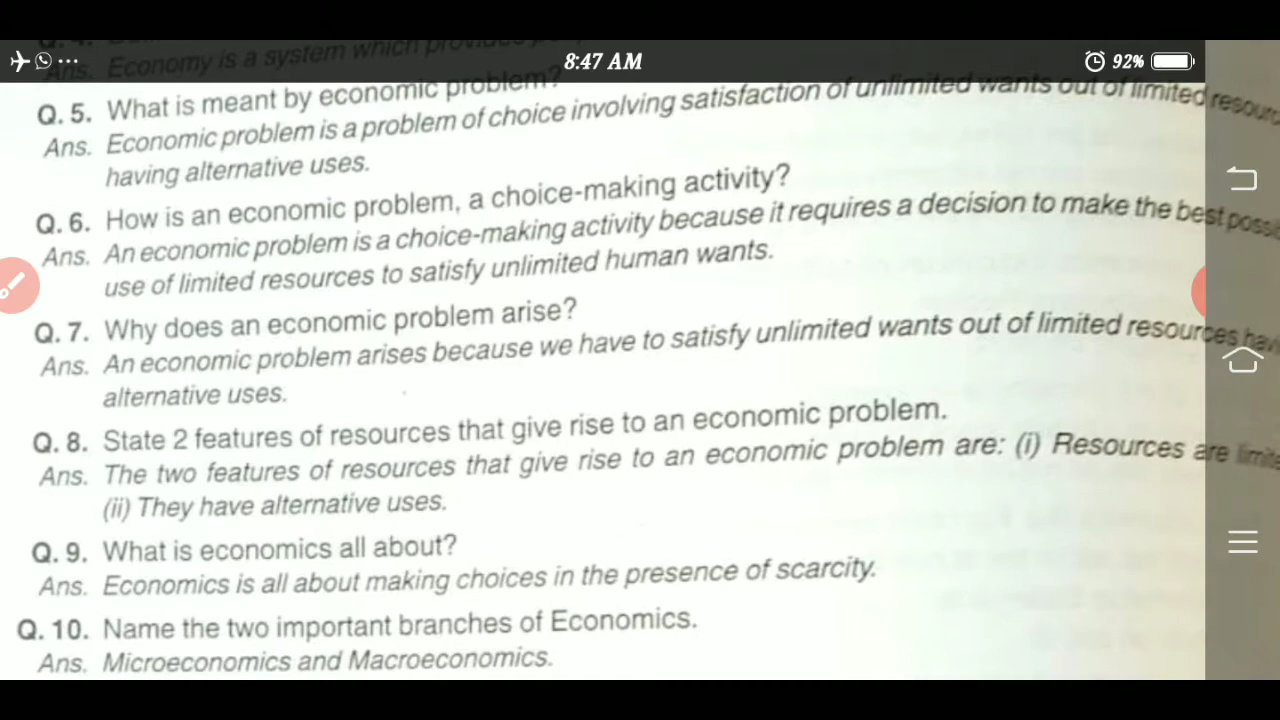 8:47 AM
92%
Ans. Economy is a system which
Q. 5. What is meant by economic problem?
Ans. Economic problem is a problem of choice involving satisfaction of unlimited wants out of limited
having alternative uses.
Q. 6. How is an economic problem, a choice-making activity?
Ans. An economic problem is a choice-making activity because it requires a decision to make the best
use of limited resources to satisfy unlimited human wants.
Q. 7. Why does an economic problem arise?
Ans. An economic problem arises because we have to satisfy unlimited wants out of limited resources
alternative uses.
Q. 8. State 2 features of resources that give rise to an economic problem.
Ans. The two features of resources that give rise to an economic problem are: (i) Resources are
(ii) They have alternative uses.
Q. 9. What is economics all about?
Ans. Economics is all about making choices in the presence of scarcity.
Q. 10. Name the two important branches of Economics.
Ans. Microeconomics and Macroeconomics.